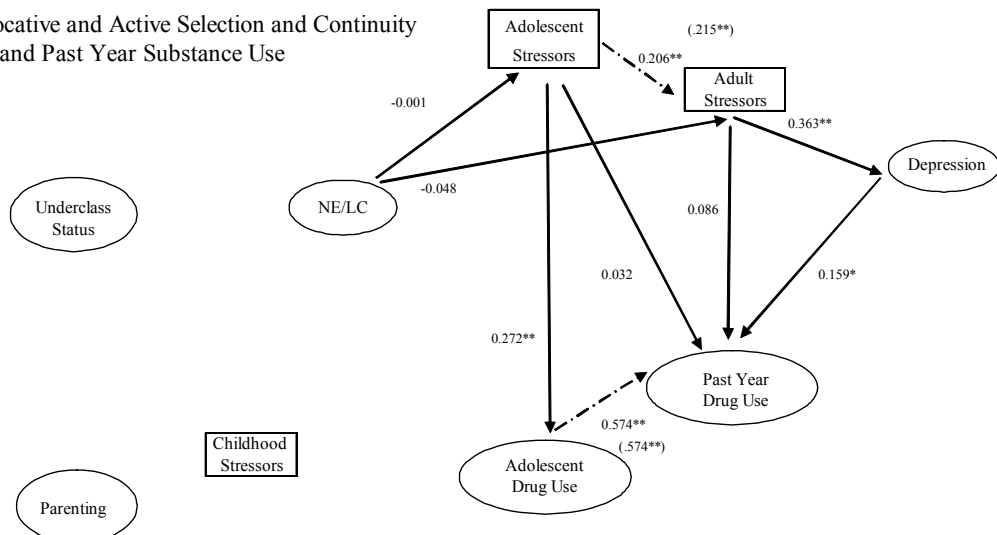 ocative and Active Selection and Continuity
and Past Year Substance Use
Adolescent
Stressors
(.215**)
0.206**
Adult
Stressors
-0.001
0.363**
Depression
-0.048
Underclass
Status
NE/LC
0.086
0.032
0.159*
0.272**
Past Year
Drug Use
0.574**
(.574**)
Childhood
Stressors
Adolescent
Drug Use
Parenting